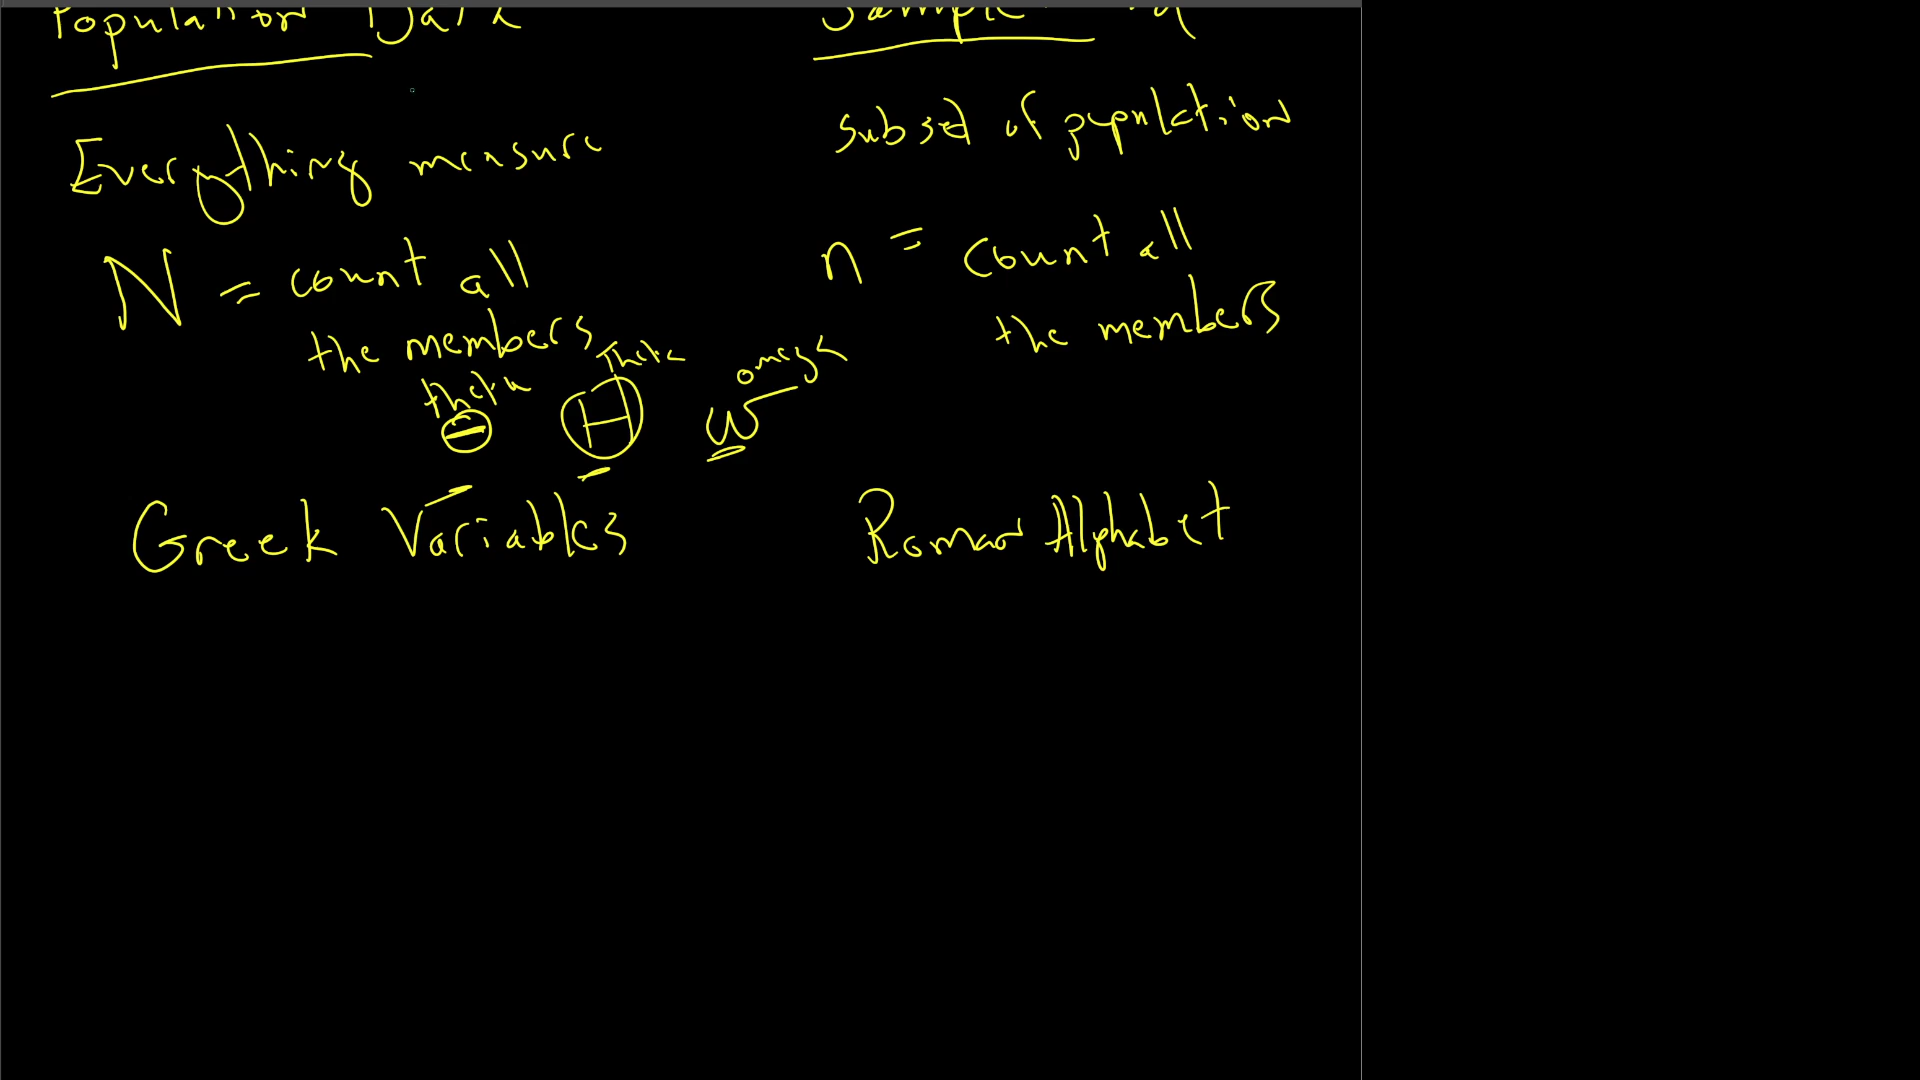 Population Data
Everything measure
N = count all
the members
theta Theta omega
Θ Θ ω
Greek Variables
Sample
subset of population
n = count all
the members
Roman Alphabet